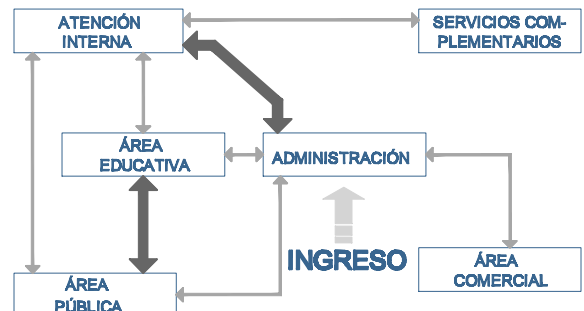 ATENCIÓN
INTERNA
SERVICIOS COM-
PLEMENTARIOS
ÁREA
EDUCATIVA
ADMINISTRACIÓN
INGRESO
ÁREA
COMERCIAL
ÁREA
PÚBLICA